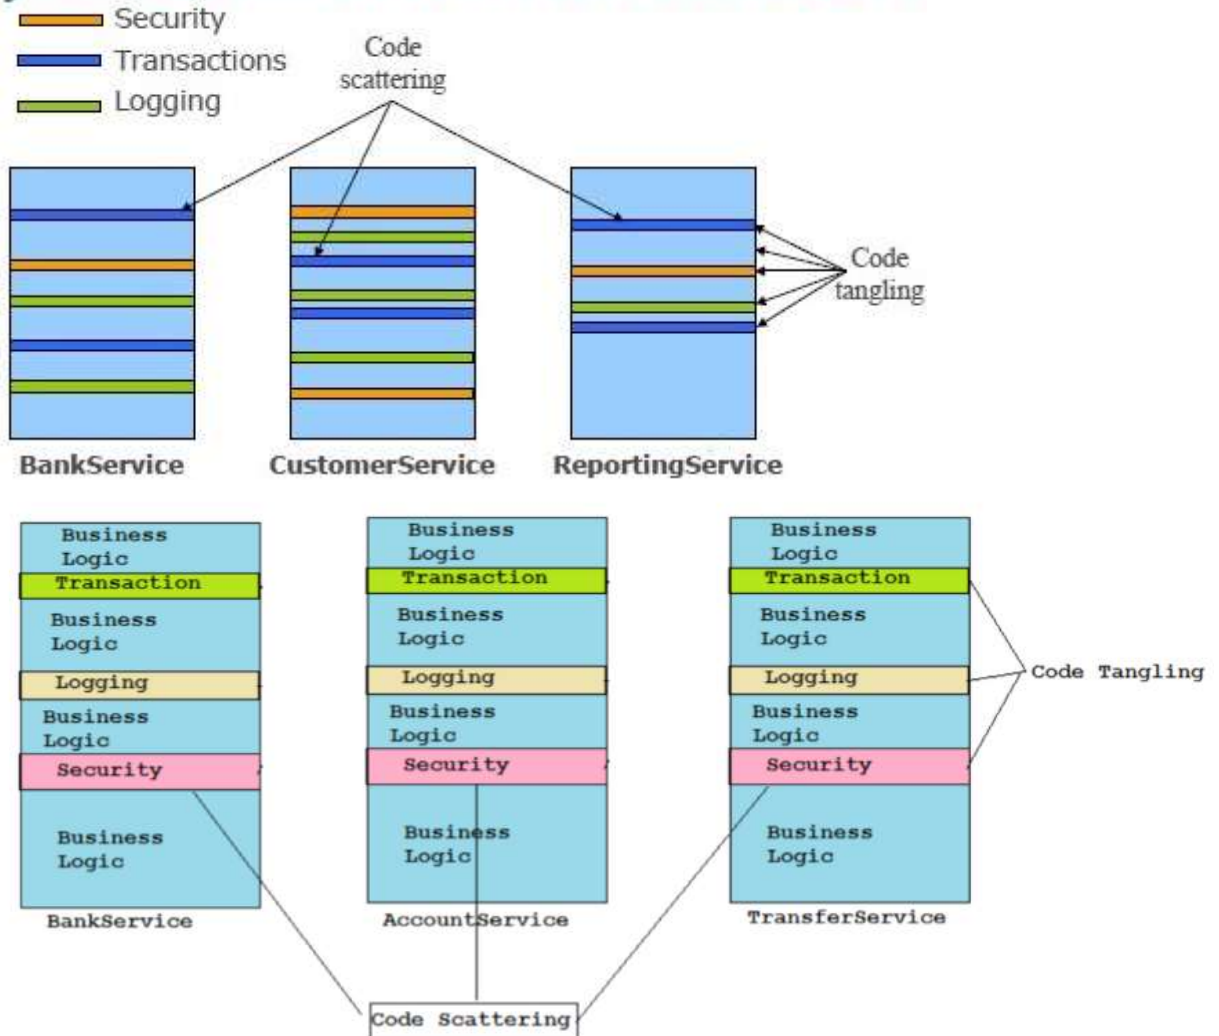 Security
Transactions
Logging
Code
scattering
Code
tangling
BankService
CustomerService
ReportingService
Business
Logic
Transaction
Business
Logic
Logging
Business
Logic
Security
Business
Logic
BankService
Business
Logic
Transaction
Business
Logic
Logging
Business
Logic
Security
Business
Logic
AccountService
Business
Logic
Transaction
Business
Logic
Logging
Business
Logic
Security
Business
Logic
TransferService
Code Tangling
Code Scattering